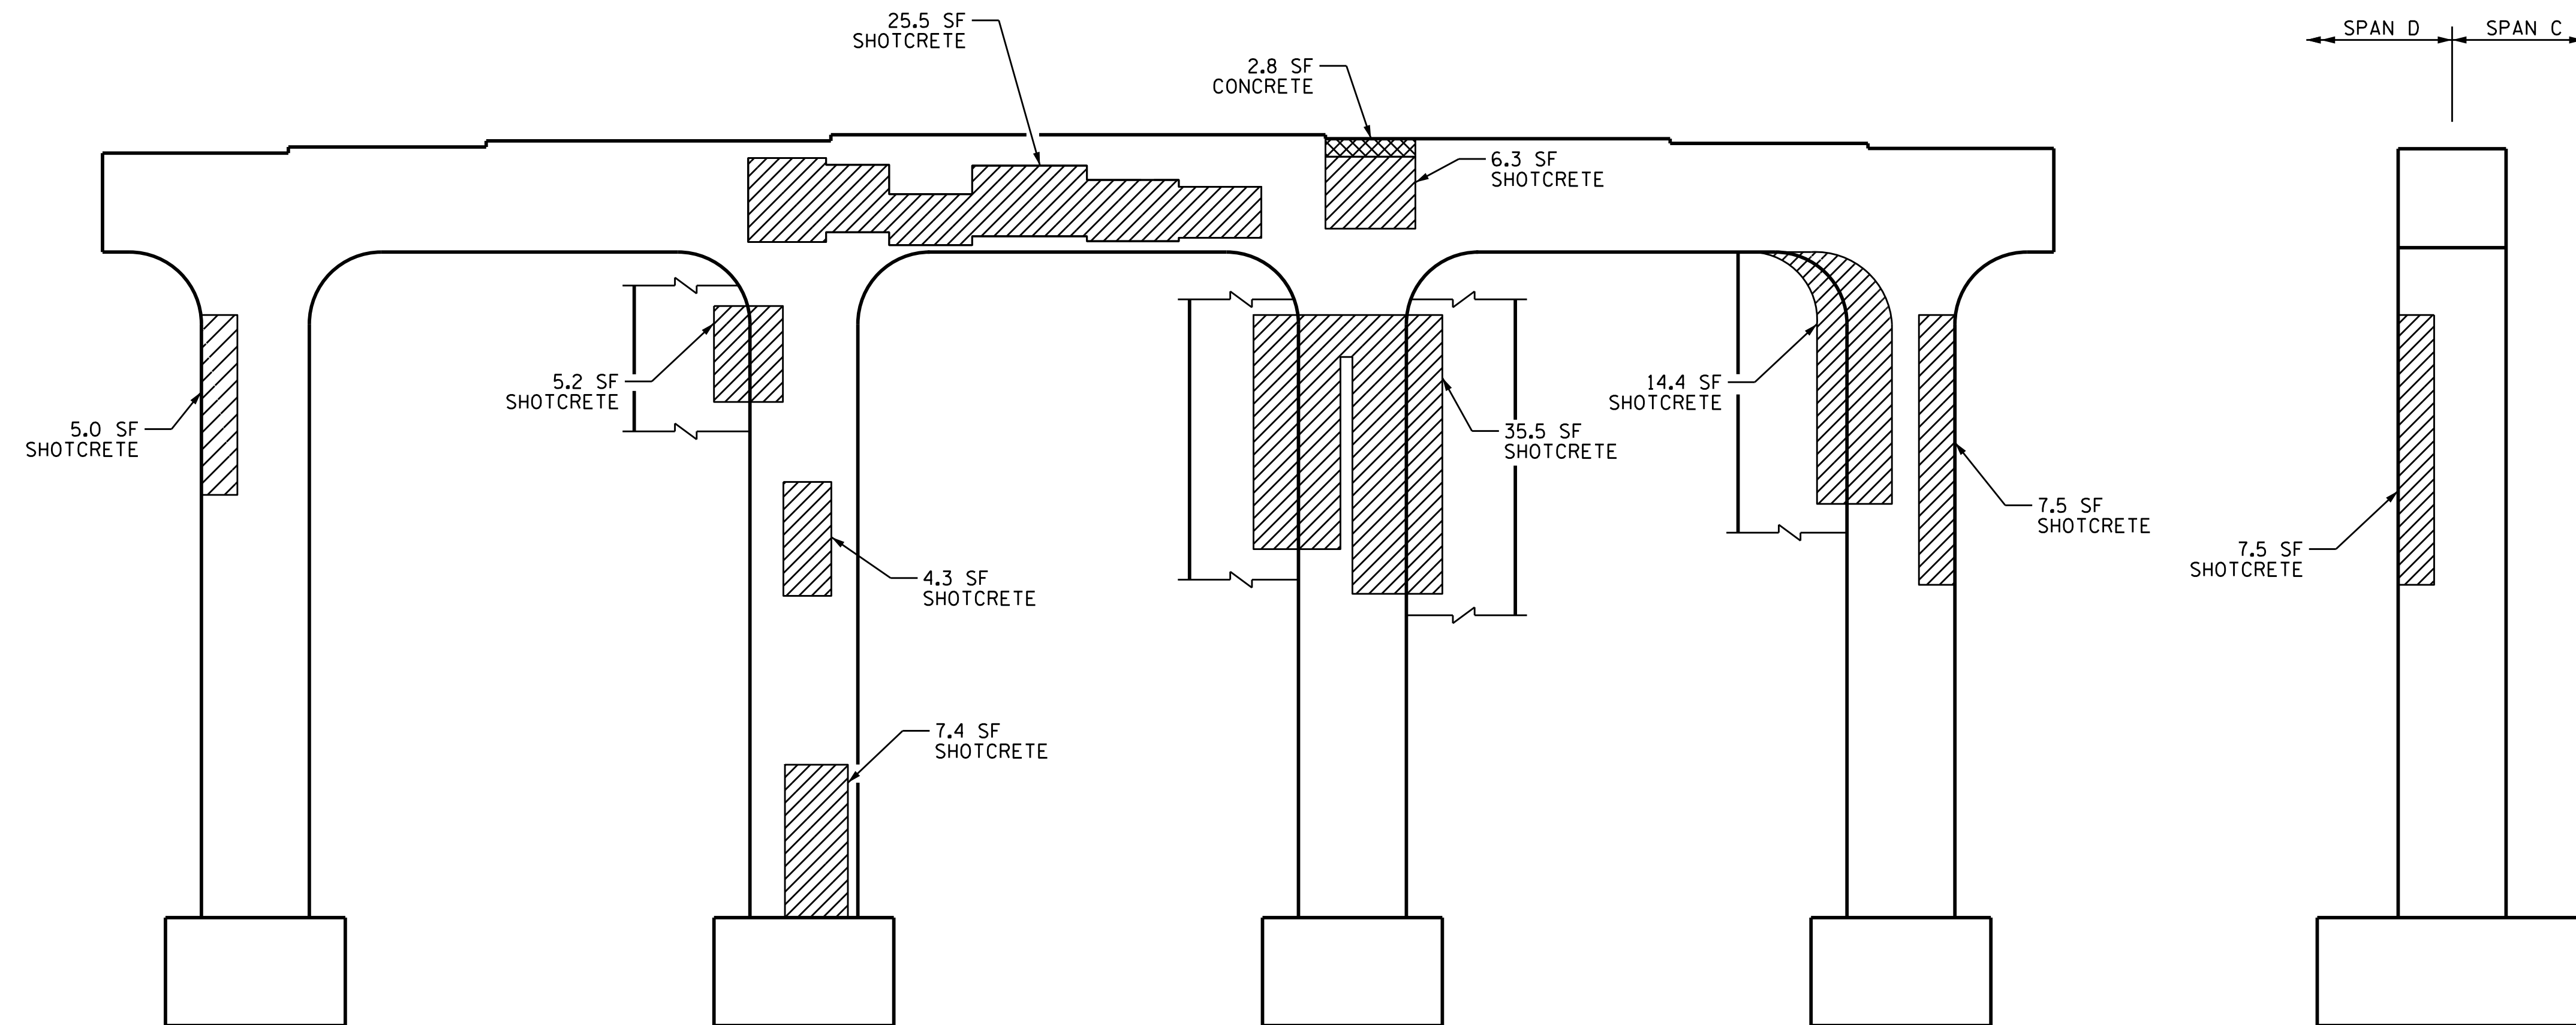 25.5 SF
SHOTCRETE
SPAN D
SPAN C
2.8 SF
CONCRETE
6.3 SF
SHOTCRETE
5.2 SF
SHOTCRETE
14.4 SF
SHOTCRETE
5.0 SF
SHOTCRETE
35.5 SF
SHOTCRETE
7.5 SF
SHOTCRETE
7.5 SF
SHOTCRETE
4.3 SF
SHOTCRETE
7.4 SF
SHOTCRETE